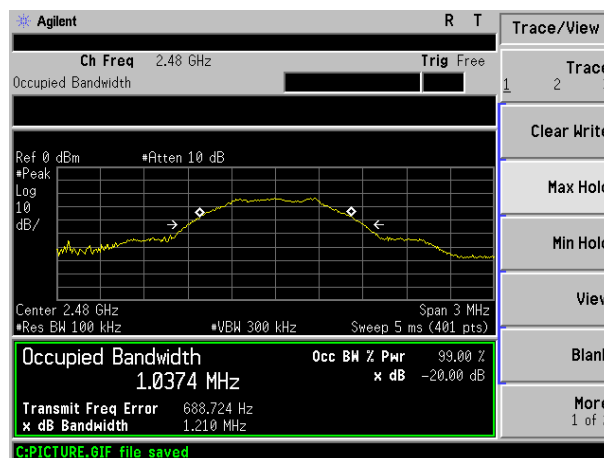 Agilent R T
Trace/View
Ch Freq 2.48 GHz Trig Free
Occupied Bandwidth
Trace
1 2
Clear Write
Ref 0 dBm #Atten 10 dB
#Peak
Log
10
dB/
Max Hold
Min Hold
View
Center 2.48 GHz Span 3 MHz
#Res BW 100 kHz #VBW 300 kHz Sweep 5 ms (401 pts)
Occupied Bandwidth Occ BW % Pwr 99.00 %
1.0374 MHz x dB -20.00 dB
Blank
Transmit Freq Error 688.724 Hz
x dB Bandwidth 1.210 MHz
More
1 of
C:PICTURE.GIF file saved